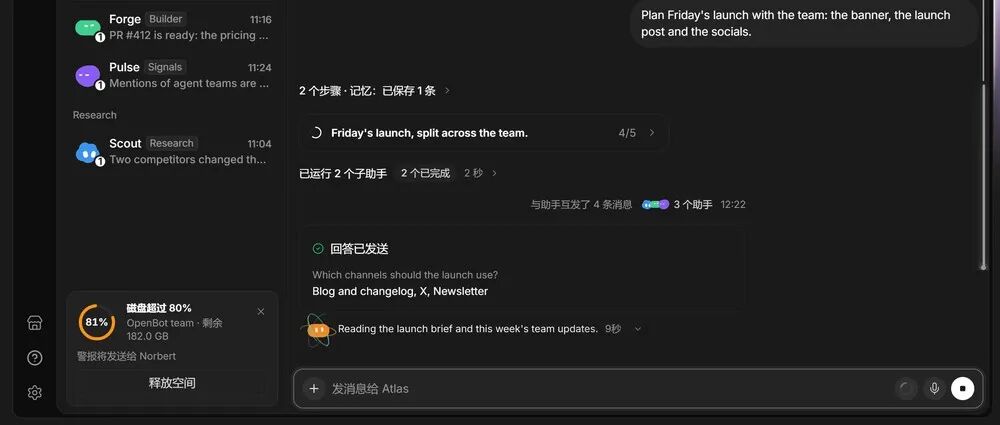 Forge Builder 11:16
PR #412 is ready: the pricing ...
1
Pulse Signals 11:24
Mentions of agent teams are ...
1
Research
Scout Research 11:04
Two competitors changed th...
1
81%
磁盘超过 80%
OpenBot team · 剩余
182.0 GB
警报将发送给 Norbert
释放空间
Plan Friday's launch with the team: the banner, the launch
post and the socials.
2 个步骤 · 记忆：已保存 1 条
Friday's launch, split across the team. 4/5
已运行 2 个子助手 2 个已完成 2 秒
与助手互发了 4 条消息 3 个助手 12:22
回答已发送
Which channels should the launch use?
Blog and changelog, X, Newsletter
Reading the launch brief and this week's team updates. 9秒
发消息给 Atlas